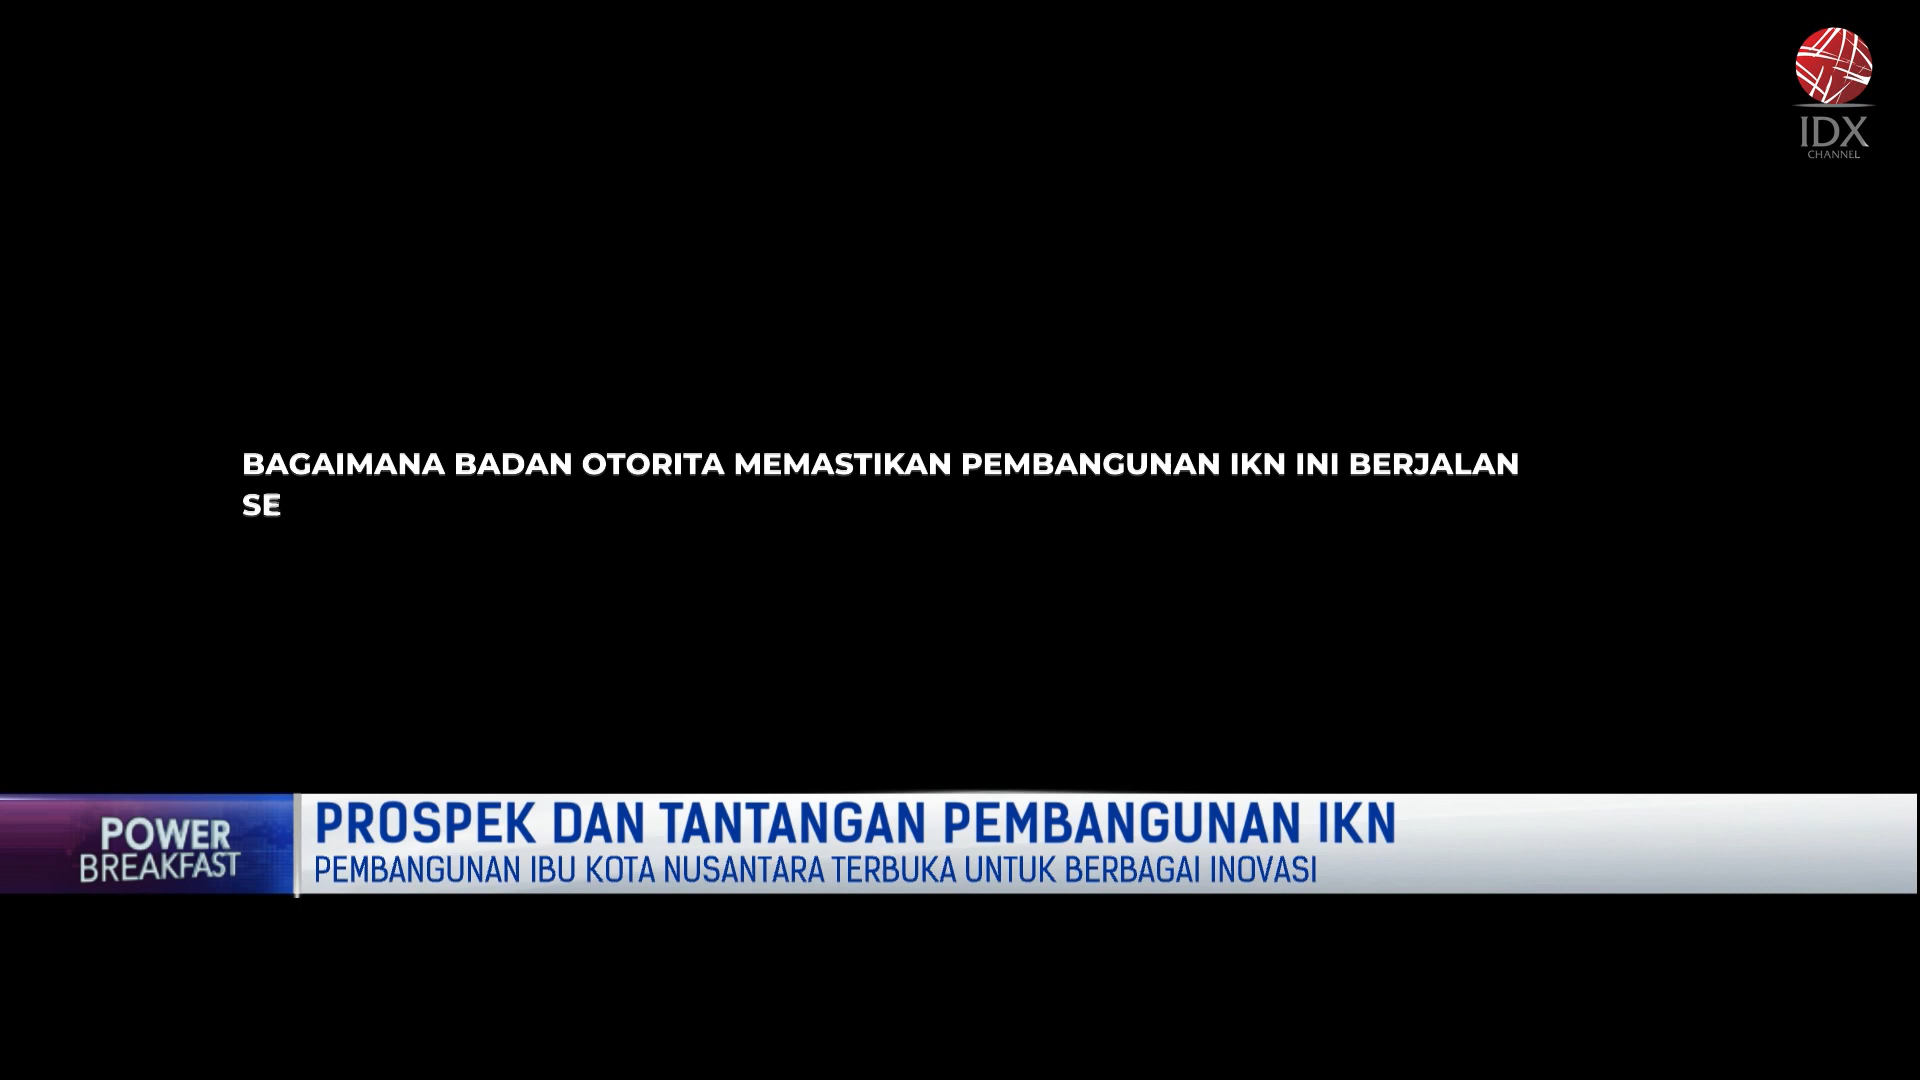 IDX
CHANNEL
BAGAIMANA BADAN OTORITA MEMASTIKAN PEMBANGUNAN IKN INI BERJALAN
SE
POWER
BREAKFAST
PROSPEK DAN TANTANGAN PEMBANGUNAN IKN
PEMBANGUNAN IBU KOTA NUSANTARA TERBUKA UNTUK BERBAGAI INOVASI